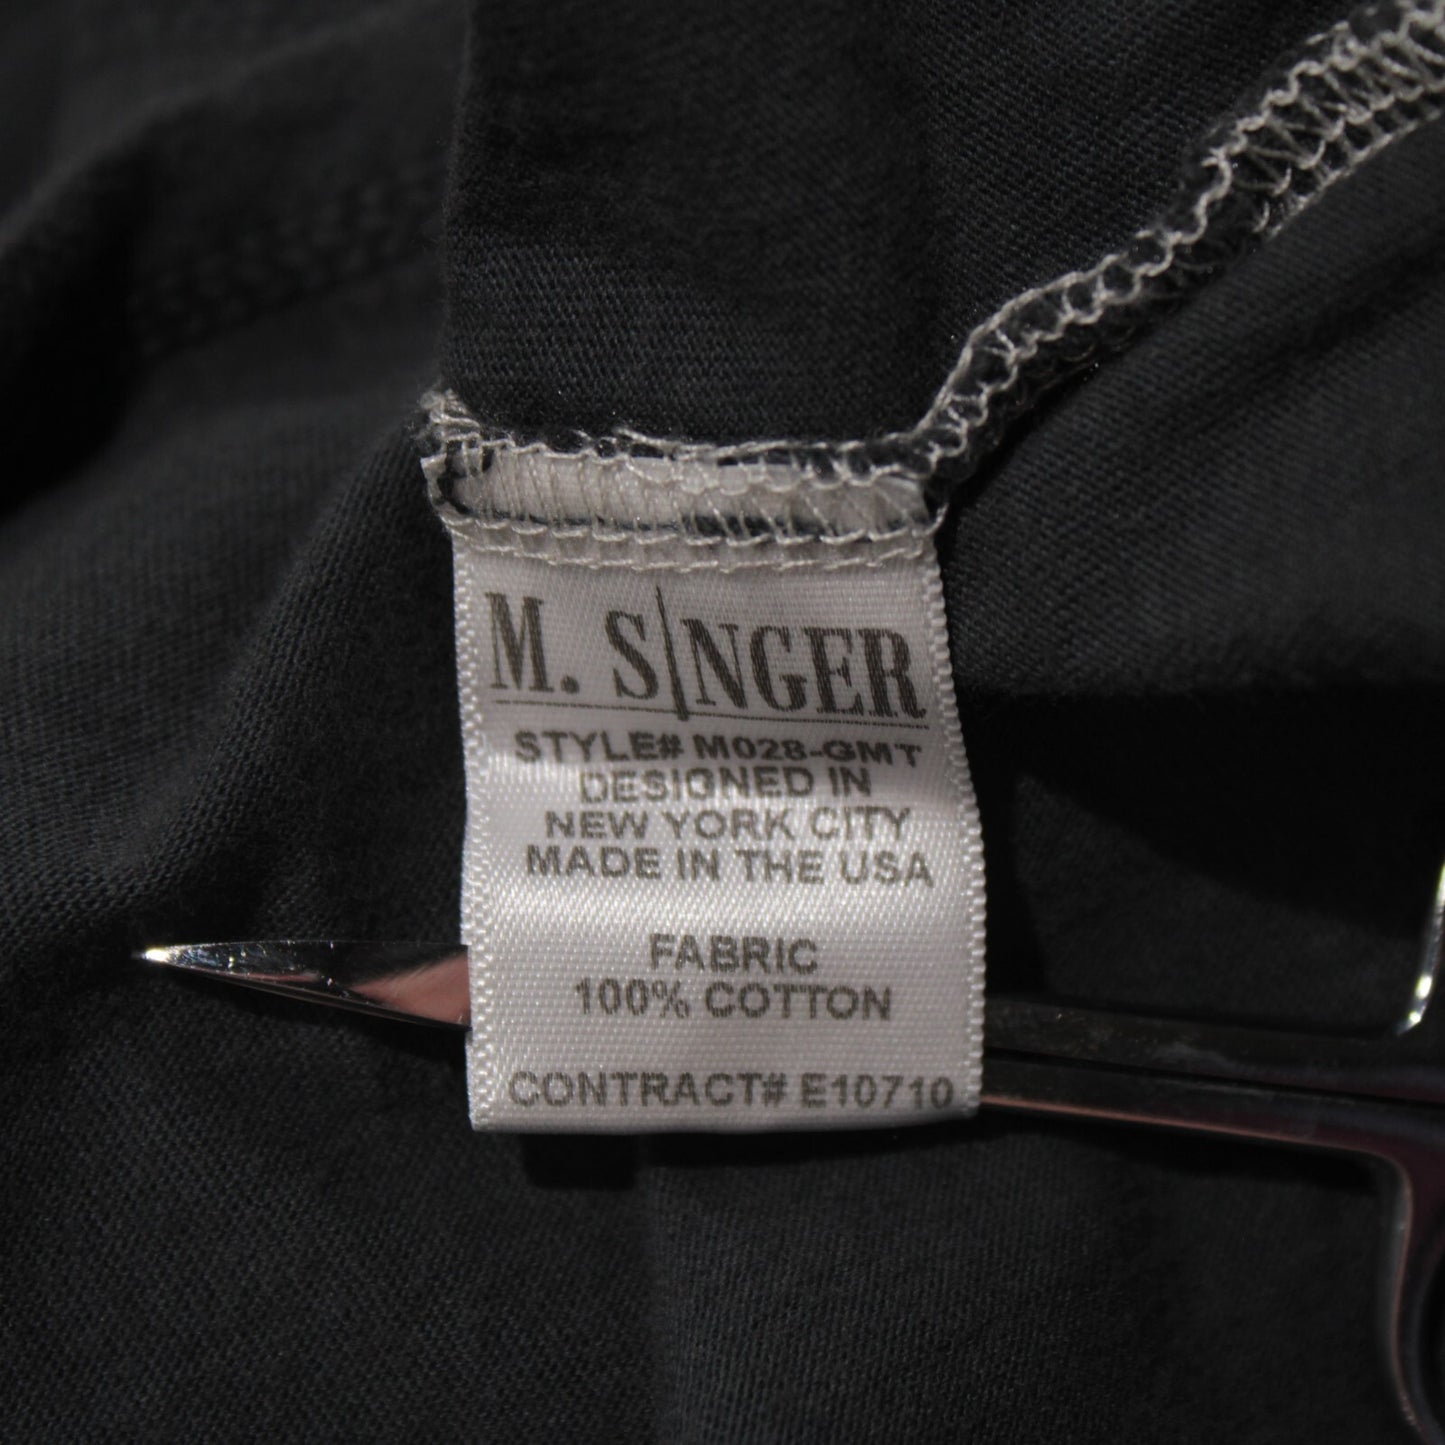 M. SINGER
STYLE# M028-GMT
DESIGNED IN
NEW YORK CITY
MADE IN THE USA
FABRIC
100% COTTON
CONTRACT# E10710